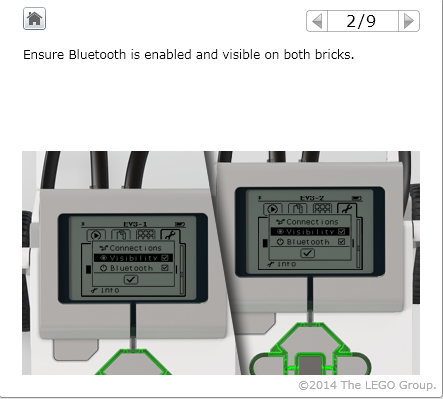 2/9
Ensure Bluetooth is enabled and visible on both bricks.
EV3-1
Connections
Visibility
Bluetooth
Info
EV3-2
Connections
Visibility
Bluetooth
Info
©2014 The LEGO Group.